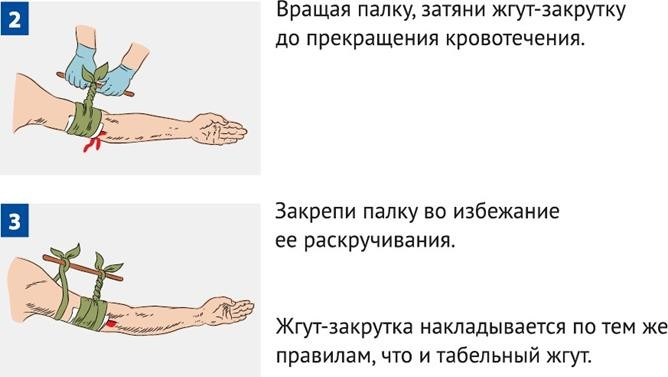 2
Вращая палку, затяни жгут-закрутку
до прекращения кровотечения.
3
Закрепи палку во избежание
ее раскручивания.
Жгут-закрутка накладывается по тем же
правилам, что и табельный жгут.